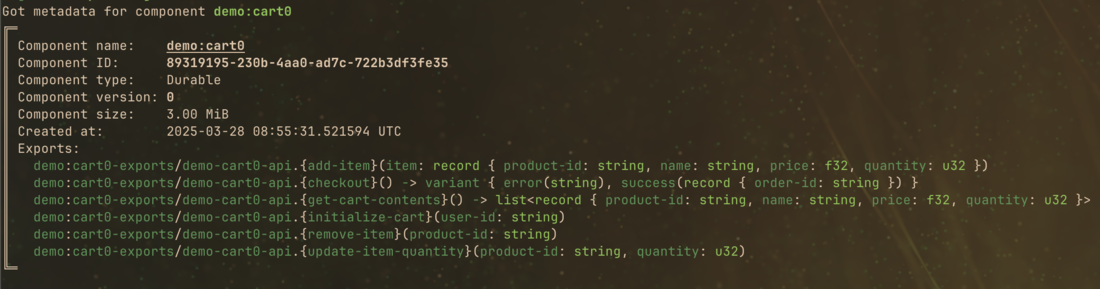 Got metadata for component demo:cart0
Component name: demo:cart0
Component ID: 89319195-230b-4aa0-ad7c-722b3df3fe35
Component type: Durable
Component version: 0
Component size: 3.00 MiB
Created at: 2025-03-28 08:55:31.521594 UTC
Exports:
demo:cart0-exports/demo-cart0-api.{add-item}(item: record { product-id: string, name: string, price: f32, quantity: u32 })
demo:cart0-exports/demo-cart0-api.{checkout}() -> variant { error(string), success(record { order-id: string }) }
demo:cart0-exports/demo-cart0-api.{get-cart-contents}() -> list<record { product-id: string, name: string, price: f32, quantity: u32 }>
demo:cart0-exports/demo-cart0-api.{initialize-cart}(user-id: string)
demo:cart0-exports/demo-cart0-api.{remove-item}(product-id: string)
demo:cart0-exports/demo-cart0-api.{update-item-quantity}(product-id: string, quantity: u32)